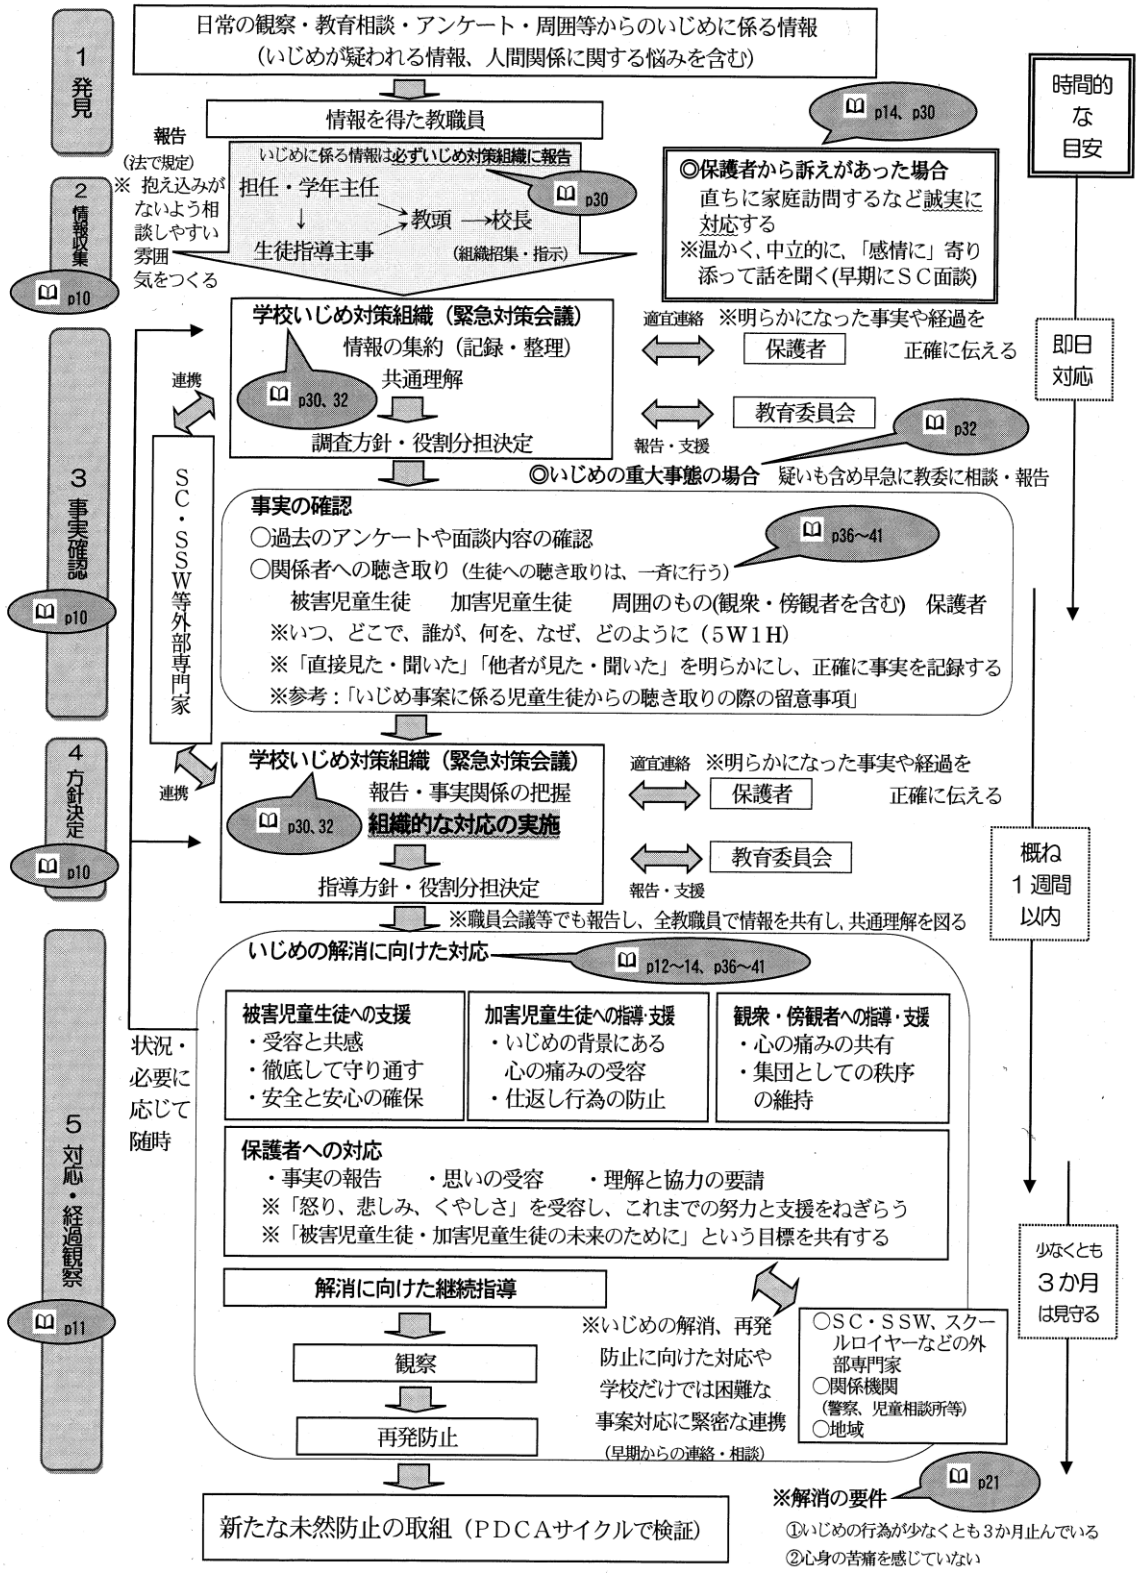 1 発見
日常の観察・教育相談・アンケート・周囲等からのいじめに係る情報
(いじめが疑われる情報、人間関係に関する悩みを含む)
情報を得た教職員
p14、p30
時間的
な
目安
報告
(法で規定)
※ 抱え込みが
ないよう相
談しやすい
雰囲
気をつくる
2 情報収集
p10
いじめに係る情報は必ずいじめ対策組織に報告
p30
担任・学年主任
教頭
校長
生徒指導主事
(組織招集・指示)
◎保護者から訴えがあった場合
直ちに家庭訪問するなど誠実に
対応する
※温かく、中立的に、「感情に」寄り
添って話を聞く(早期にSC面談)
3 事実確認
p10
学校いじめ対策組織(緊急対策会議)
情報の集約(記録・整理)
共通理解
p30、32
調査方針・役割分担決定
連携
適宜連絡
※明らかになった事実や経過を
正確に伝える
保護者
教育委員会
報告・支援
p32
即日
対応
◎いじめの重大事態の場合 疑いも含め早急に教委に相談・報告
SC・SSW等外部専門家
事実の確認
○過去のアンケートや面談内容の確認
p36〜41
○関係者への聴き取り(生徒への聴き取りは、一斉に行う)
被害児童生徒 加害児童生徒 周囲のもの(観衆・傍観者を含む) 保護者
※いつ、どこで、誰が、何を、なぜ、どのように(5W1H)
※「直接見た・聞いた」「他者が見た・聞いた」を明らかにし、正確に事実を記録する
※参考:「いじめ事案に係る児童生徒からの聴き取りの際の留意事項」
4 方針決定
p10
連携
学校いじめ対策組織(緊急対策会議)
報告・事実関係の把握
p30、32
組織的な対応の実施
指導方針・役割分担決定
適宜連絡
※明らかになった事実や経過を
正確に伝える
保護者
教育委員会
報告・支援
概ね
1週間
以内
※職員会議等でも報告し、全教職員で情報を共有し、共通理解を図る
5 対応・経過観察
p11
状況・
必要に
応じて
随時
いじめの解消に向けた対応
p12〜14、p36〜41
被害児童生徒への支援
・受容と共感
・徹底して守り通す
・安全と安心の確保
加害児童生徒への指導・支援
・いじめの背景にある
心の痛みの受容
・仕返し行為の防止
観衆・傍観者への指導・支援
・心の痛みの共有
・集団としての秩序
の維持
保護者への対応
・事実の報告 ・思いの受容 ・理解と協力の要請
※「怒り、悲しみ、くやしさ」を受容し、これまでの努力と支援をねぎらう
※「被害児童生徒・加害児童生徒の未来のために」という目標を共有する
少なくとも
3か月
は見守る
解消に向けた継続指導
観察
再発防止
※いじめの解消、再発
防止に向けた対応や
学校だけでは困難な
事案対応に緊密な連携
(早期からの連絡・相談)
○SC・SSW、スクー
ルロイヤーなどの外
部専門家
○関係機関
(警察、児童相談所等)
○地域
新たな未然防止の取組(PDCAサイクルで検証)
p21
※解消の要件
①いじめの行為が少なくとも3か月止んでいる
②心身の苦痛を感じていない